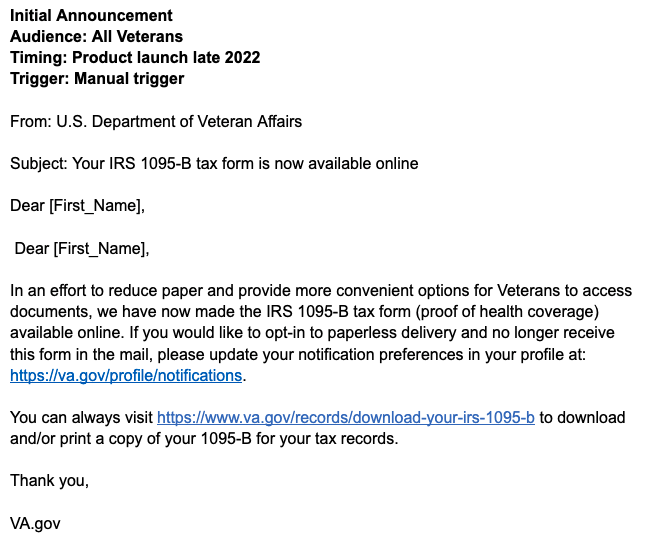 Initial Announcement
Audience: All Veterans
Timing: Product launch late 2022
Trigger: Manual trigger
From: U.S. Department of Veteran Affairs
Subject: Your IRS 1095-B tax form is now available online
Dear [First_Name],
Dear [First_Name],
In an effort to reduce paper and provide more convenient options for Veterans to access
documents, we have now made the IRS 1095-B tax form (proof of health coverage)
available online. If you would like to opt-in to paperless delivery and no longer receive
this form in the mail, please update your notification preferences in your profile at:
https://va.gov/profile/notifications.
You can always visit https://www.va.gov/records/download-your-irs-1095-b to download
and/or print a copy of your 1095-B for your tax records.
Thank you,
VA.gov